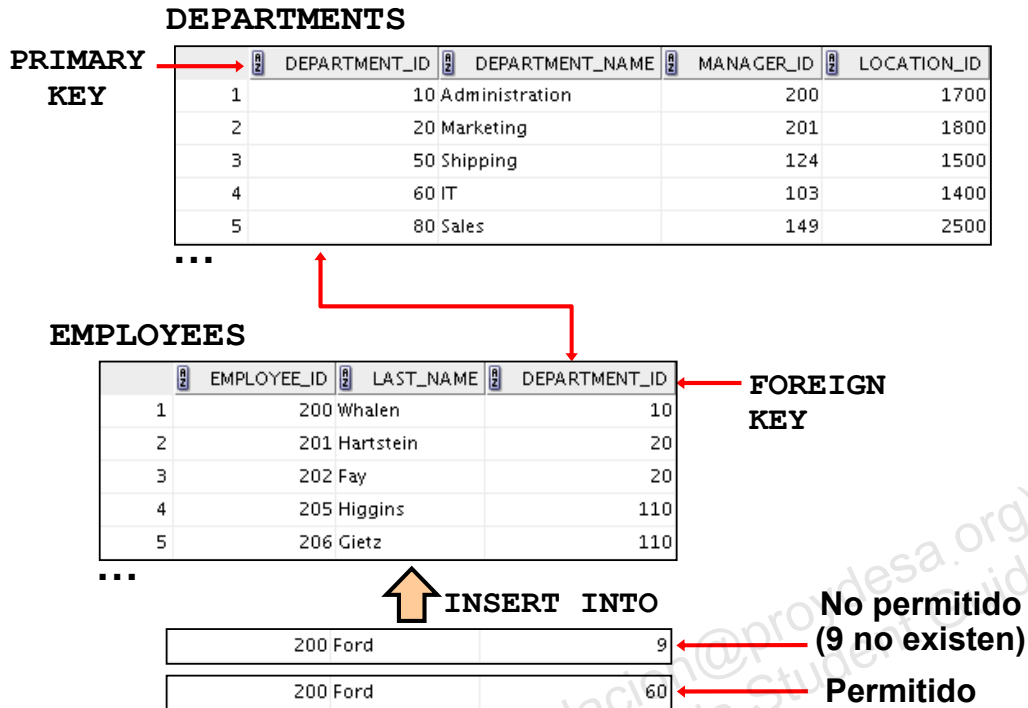 DEPARTMENTS
PRIMARY KEY
DEPARTMENT_ID DEPARTMENT_NAME MANAGER_ID LOCATION_ID
1 10 Administration 200 1700
2 20 Marketing 201 1800
3 50 Shipping 124 1500
4 60 IT 103 1400
5 80 Sales 149 2500
...
EMPLOYEES
EMPLOYEE_ID LAST_NAME DEPARTMENT_ID
FOREIGN KEY
1 200 Whalen 10
2 201 Hartstein 20
3 202 Fay 20
4 205 Higgins 110
5 206 Gietz 110
...
INSERT INTO
200 Ford 9
No permitido
(9 no existen)
200 Ford 60
Permitido